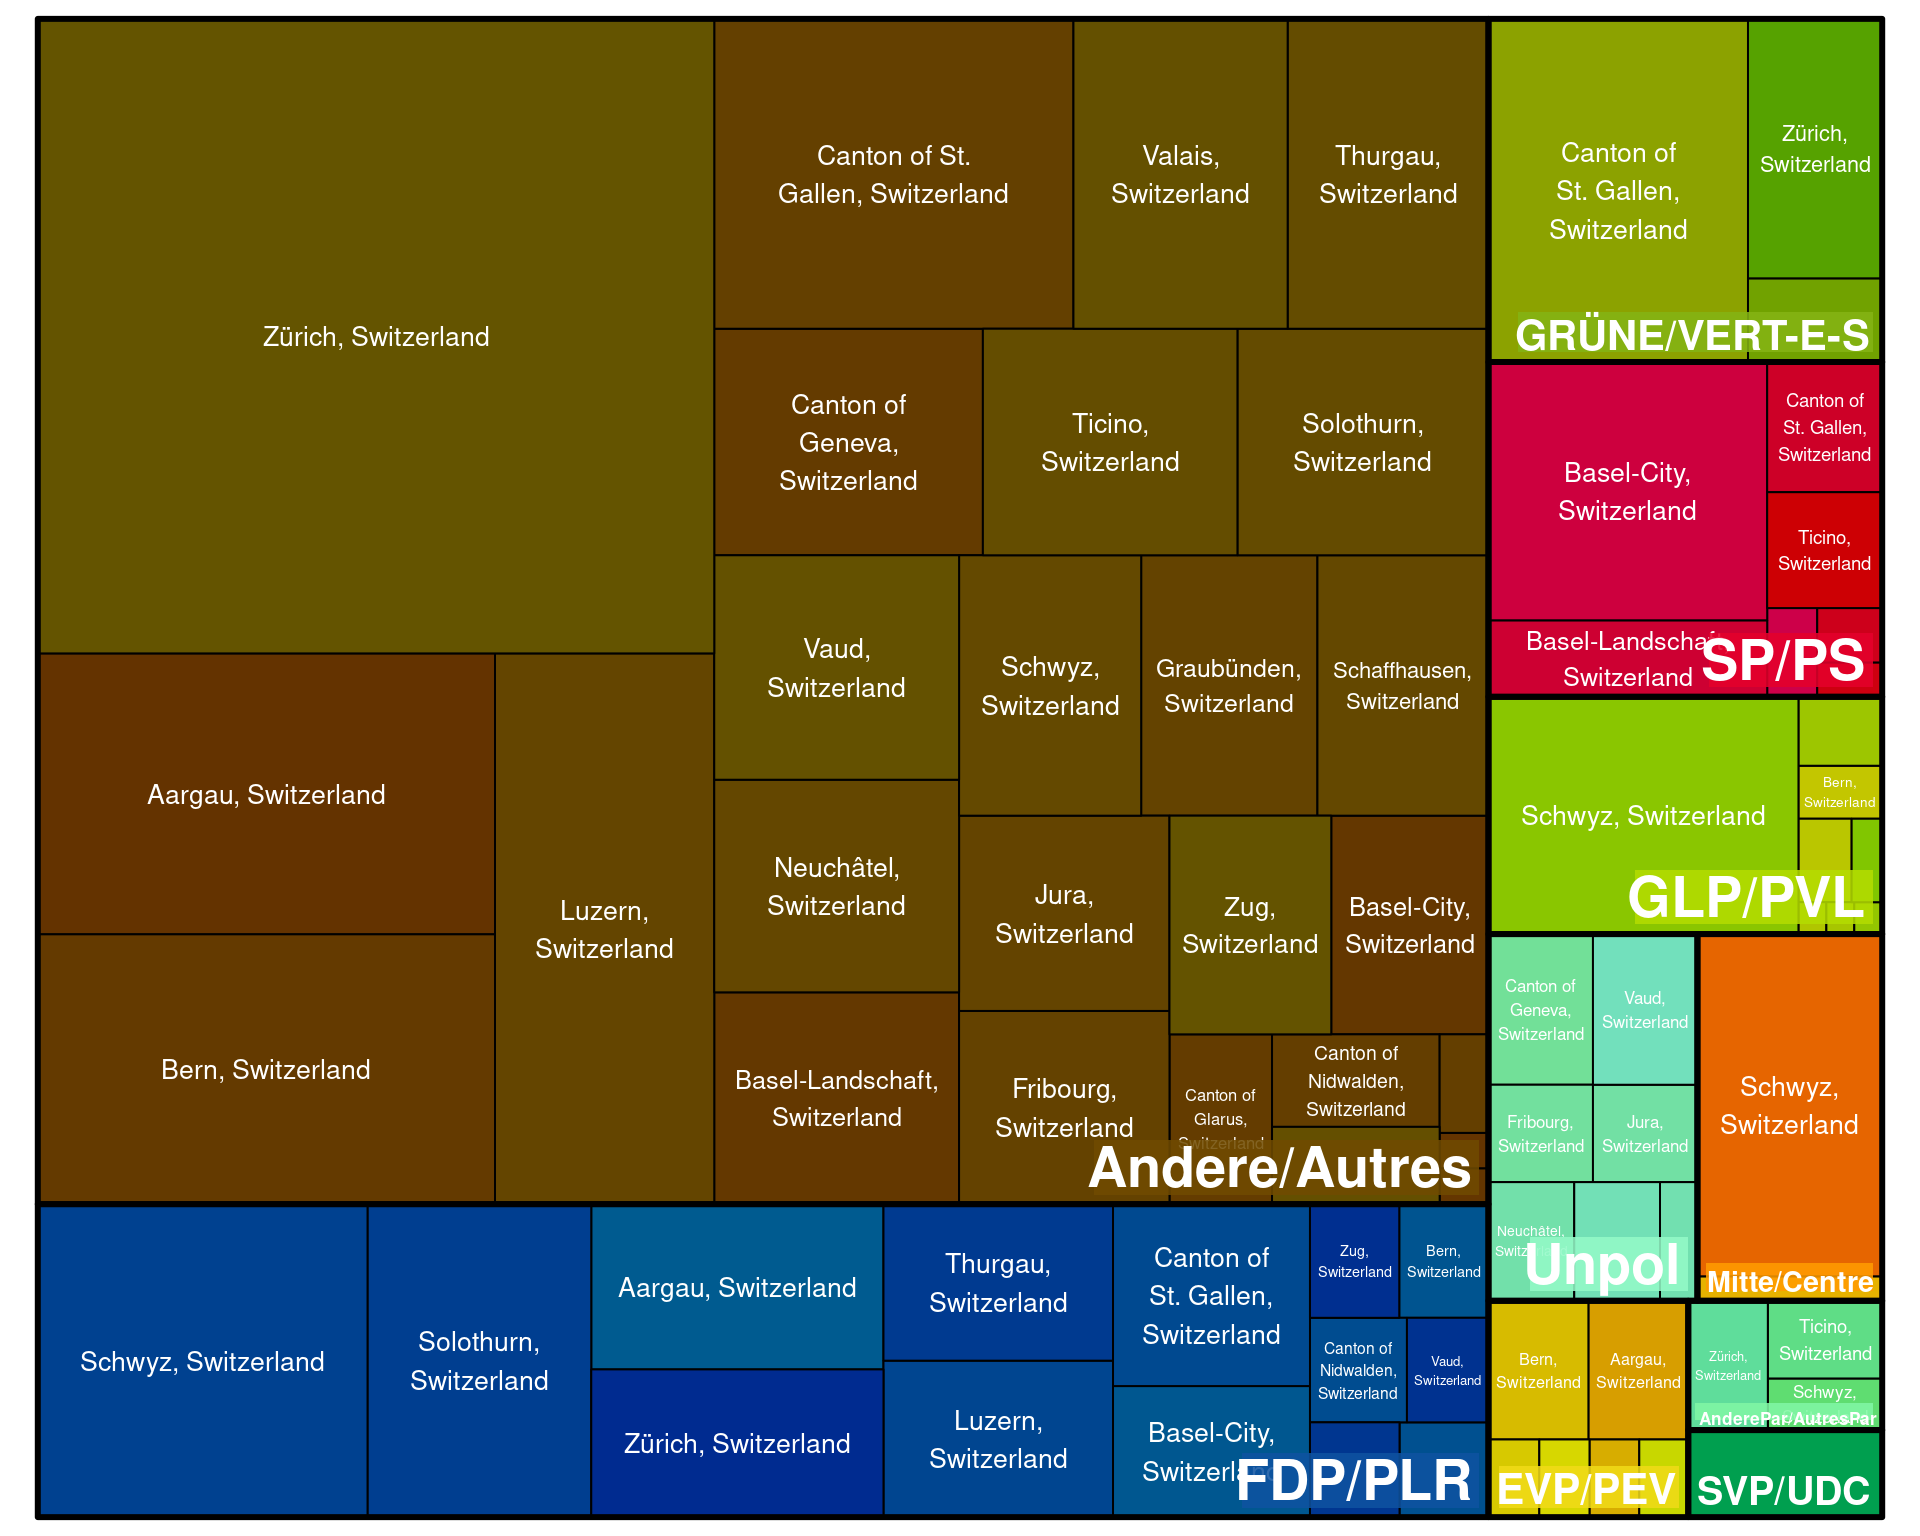 Zürich, Switzerland
Canton of St.
Gallen, Switzerland
Valais,
Switzerland
Thurgau,
Switzerland
Canton of
Geneva,
Switzerland
Ticino,
Switzerland
Solothurn,
Switzerland
Aargau, Switzerland
Bern, Switzerland
Luzern,
Switzerland
Vaud,
Switzerland
Schwyz,
Switzerland
Graubünden,
Switzerland
Schaffhausen,
Switzerland
Neuchâtel,
Switzerland
Jura,
Switzerland
Zug,
Switzerland
Basel-City,
Switzerland
Basel-Landschaft,
Switzerland
Fribourg,
Switzerland
Canton of
Glarus,
Switzerland
Canton of
Nidwalden,
Switzerland
Andere/Autres
Schwyz, Switzerland
Solothurn,
Switzerland
Aargau, Switzerland
Zürich, Switzerland
Thurgau,
Switzerland
Luzern,
Switzerland
Canton of
St. Gallen,
Switzerland
Basel-City,
Switzerland
Zug,
Switzerland
Bern,
Switzerland
Canton of
Nidwalden,
Switzerland
Vaud,
Switzerland
FDP/PLR
Canton of
St. Gallen,
Switzerland
Zürich,
Switzerland
GRÜNE/VERT-E-S
Basel-City,
Switzerland
Canton of
St. Gallen,
Switzerland
Ticino,
Switzerland
Basel-Landschaft,
Switzerland
SP/PS
Schwyz, Switzerland
Bern,
Switzerland
GLP/PVL
Canton of
Geneva,
Switzerland
Vaud,
Switzerland
Fribourg,
Switzerland
Jura,
Switzerland
Neuchâtel,
Switzerland
Unpol
Schwyz,
Switzerland
Mitte/Centre
Bern,
Switzerland
Aargau,
Switzerland
EVP/PEV
Zürich,
Switzerland
Ticino,
Switzerland
Schwyz,
AnderePar/AutresPar
SVP/UDC